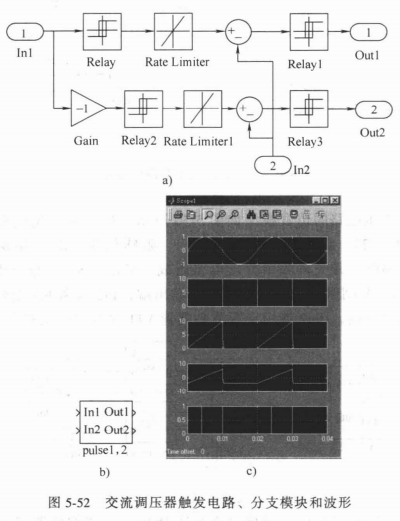 1
In1
Relay
Rate Limiter
+
−
Relay1
1
Out1
−1
Gain
Relay2
Rate Limiter1
+
−
Relay3
2
Out2
2
In2
a)
Scope1
1
0
1
1
0
10
5
0
10
0
-10
1
0.5
0
0
0.01
0.02
0.03
0.04
Time offset: 0
In1 Out1
In2 Out2
pulse1,2
b)
c)
图 5-52 交流调压器触发电路、分支模块和波形